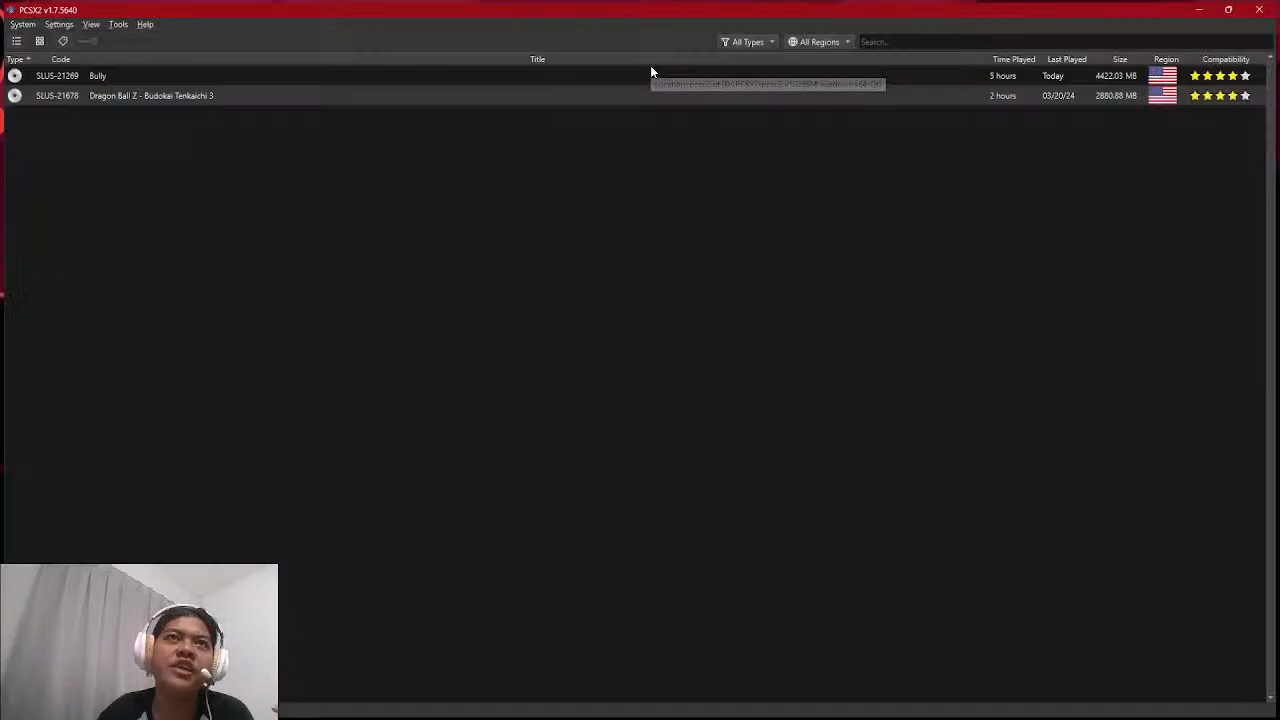 PCSX2 v1.7.5640
System Settings View Tools Help
All Types All Regions Search...
Type Code Title Time Played Last Played Size Region Compatibility
SLUS-21269 Bully 5 hours Today 4422.03 MB
SLUS-21678 Dragon Ball Z - Budokai Tenkaichi 3 2 hours 03/20/24 2880.88 MB